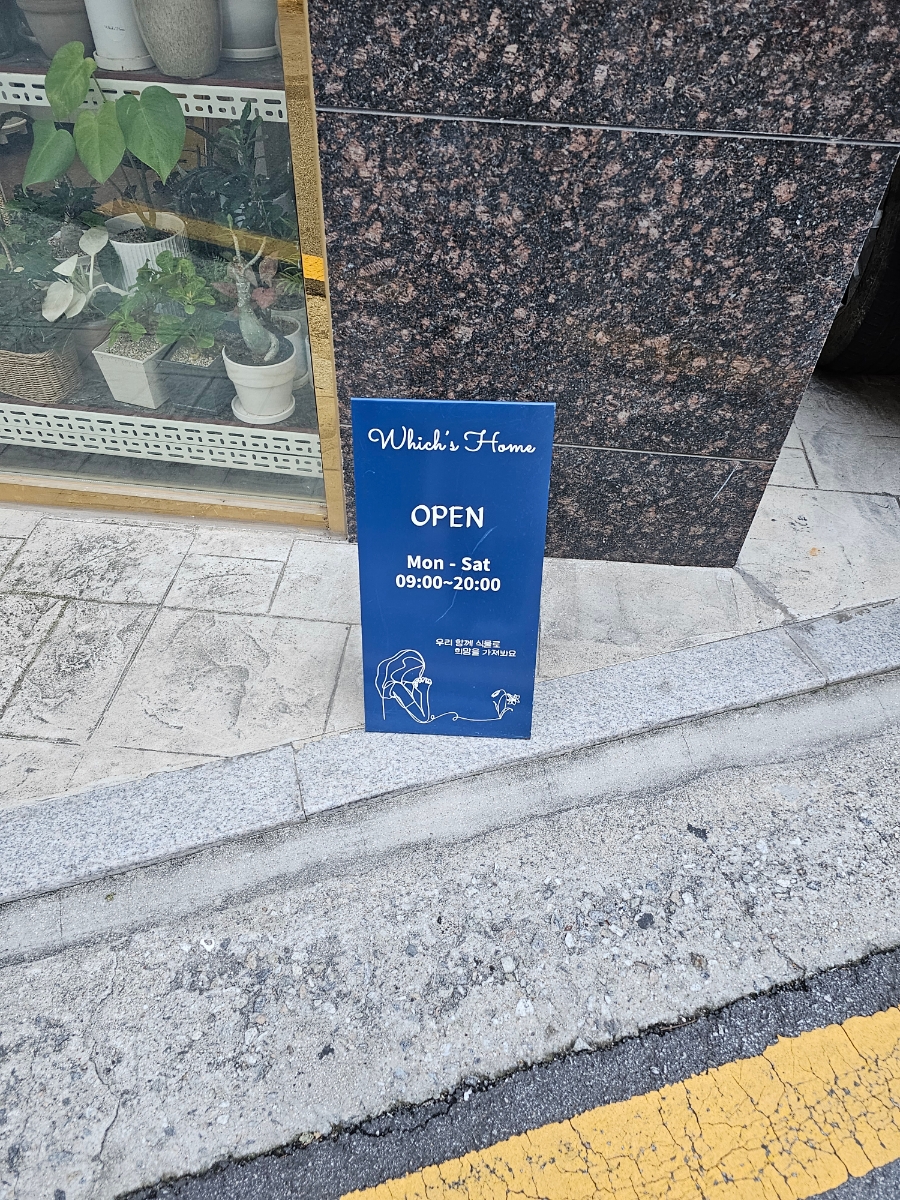 Which's Home
OPEN
Mon - Sat
09:00~20:00
우리 함께 식물로
희망을 가져봐요